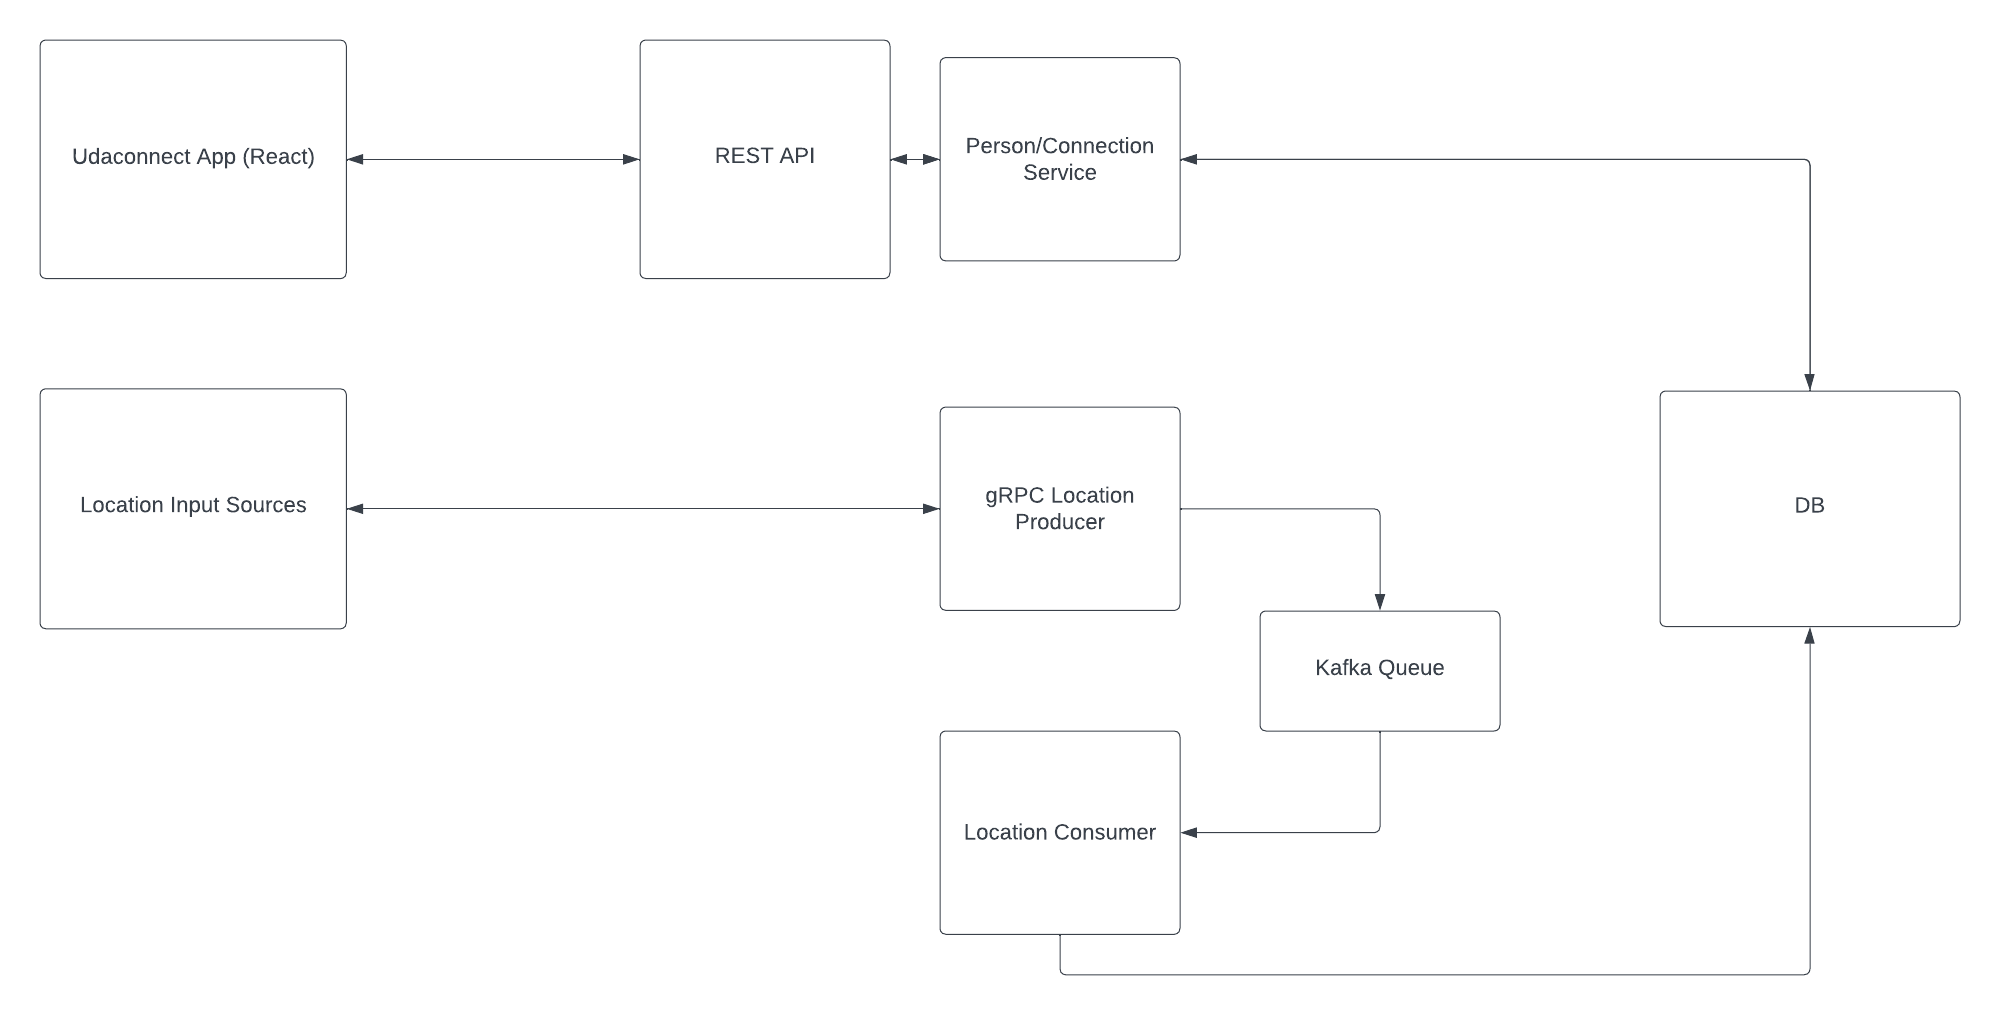 Udaconnect App (React)
REST API
Person/Connection
Service
Location Input Sources
gRPC Location
Producer
DB
Kafka Queue
Location Consumer